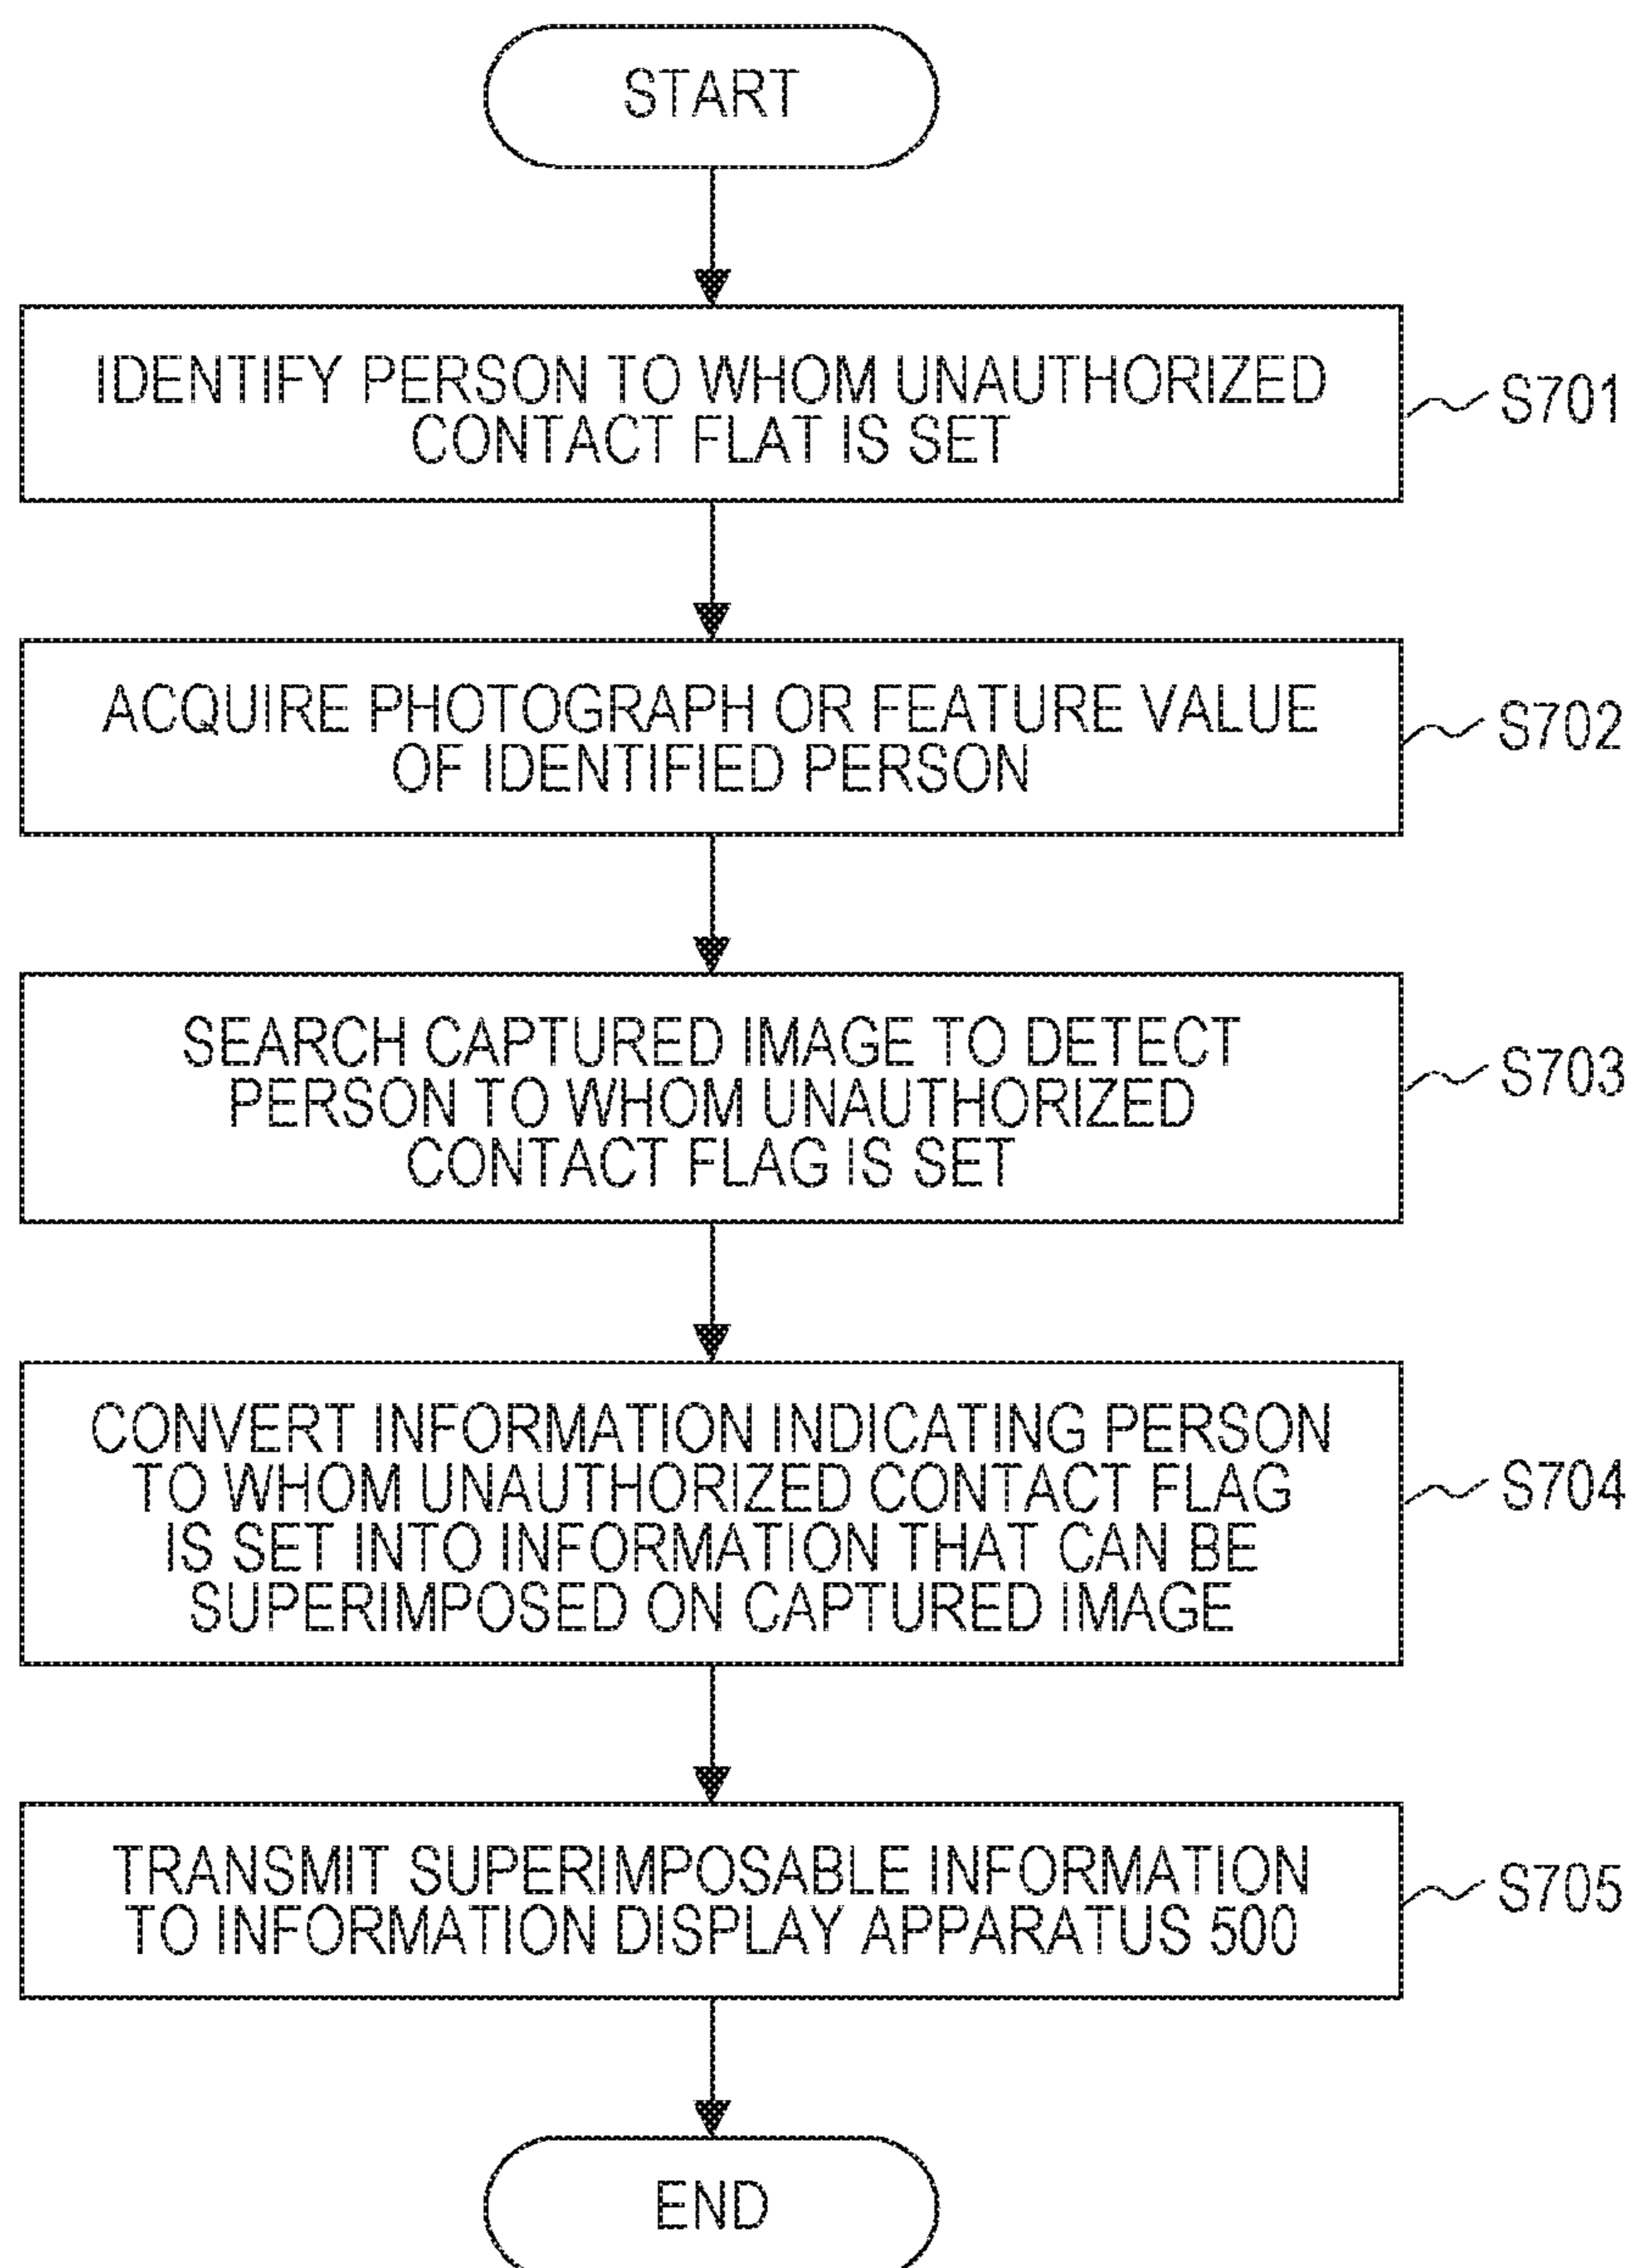 START
IDENTIFY PERSON TO WHOM UNAUTHORIZED
CONTACT FLAT IS SET
S701
ACQUIRE PHOTOGRAPH OR FEATURE VALUE
OF IDENTIFIED PERSON
S702
SEARCH CAPTURED IMAGE TO DETECT
PERSON TO WHOM UNAUTHORIZED
CONTACT FLAG IS SET
S703
CONVERT INFORMATION INDICATING PERSON
TO WHOM UNAUTHORIZED CONTACT FLAG
IS SET INTO INFORMATION THAT CAN BE
SUPERIMPOSED ON CAPTURED IMAGE
S704
TRANSMIT SUPERIMPOSABLE INFORMATION
TO INFORMATION DISPLAY APPARATUS 500
S705
END